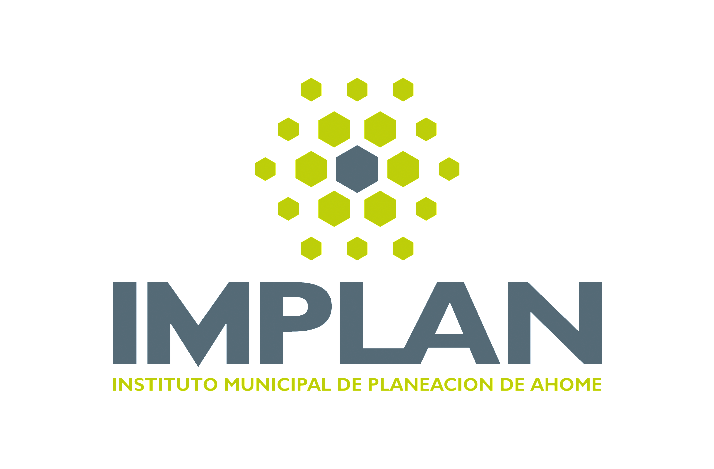 IMPLAN
INSTITUTO MUNICIPAL DE PLANEACION DE AHOME